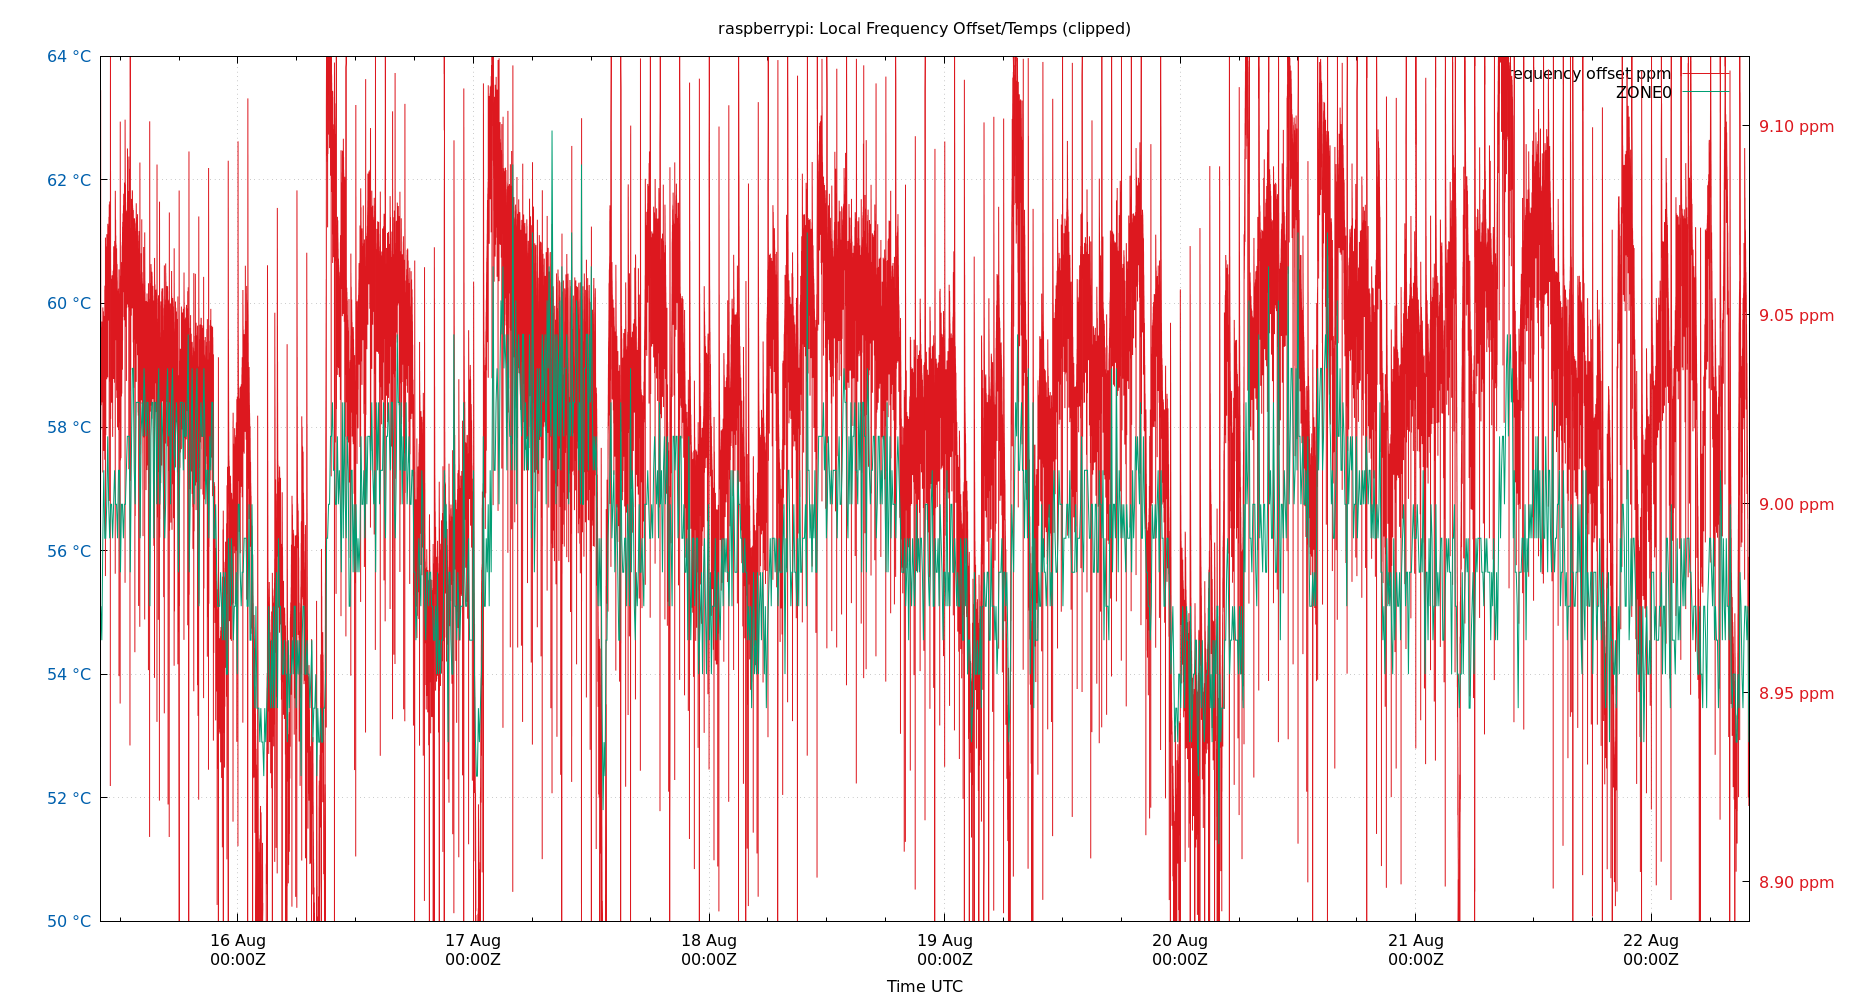 raspberrypi: Local Frequency Offset/Temps (clipped)
64 °C
62 °C
60 °C
58 °C
56 °C
54 °C
52 °C
50 °C
requency offset ppm
ZONE0
9.10 ppm
9.05 ppm
9.00 ppm
8.95 ppm
8.90 ppm
16 Aug
00:00Z
17 Aug
00:00Z
18 Aug
00:00Z
19 Aug
00:00Z
20 Aug
00:00Z
21 Aug
00:00Z
22 Aug
00:00Z
Time UTC